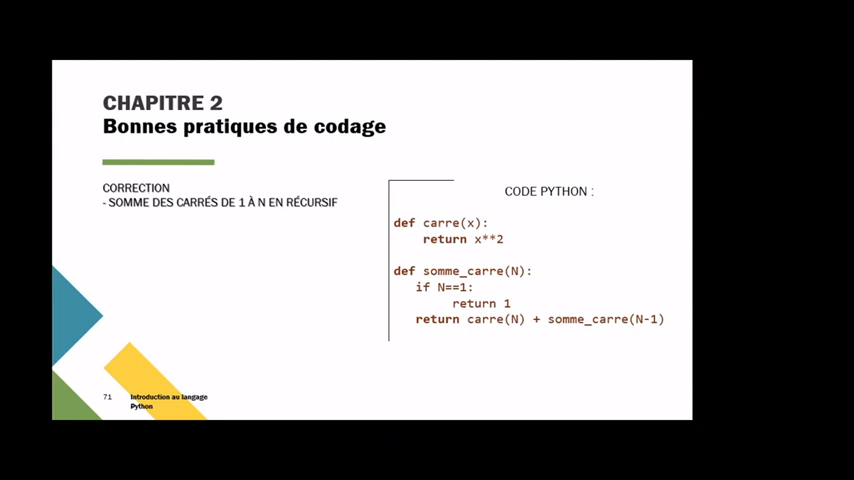 CHAPITRE 2
Bonnes pratiques de codage
CORRECTION
- SOMME DES CARRÉS DE 1 À N EN RÉCURSIF
CODE PYTHON :
def carre(x):
    return x**2
def somme_carre(N):
   if N==1:
        return 1
   return carre(N) + somme_carre(N-1)
71
Introduction au langage
Python